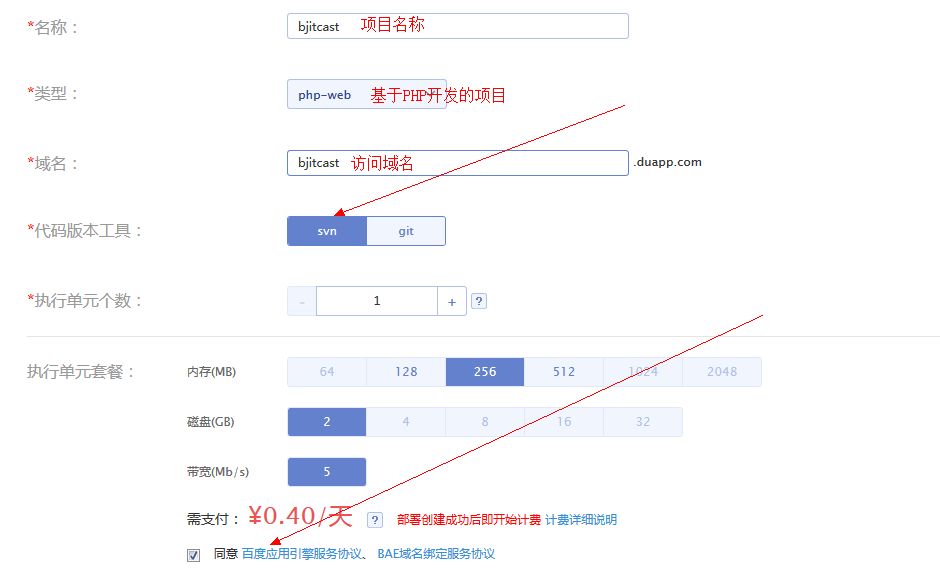 *名称： bjitcast 项目名称
*类型： php-web 基于PHP开发的项目
*域名： bjitcast 访问域名 .duapp.com
*代码版本工具： svn git
*执行单元个数： - 1 + ?
执行单元套餐： 内存(MB) 64 128 256 512 1024 2048
磁盘(GB) 2 4 8 16 32
带宽(Mb/s) 5
需支付： ¥0.40/天 ? 部署创建成功后即开始计费 计费详细说明
同意 百度应用引擎服务协议、 BAE域名绑定服务协议